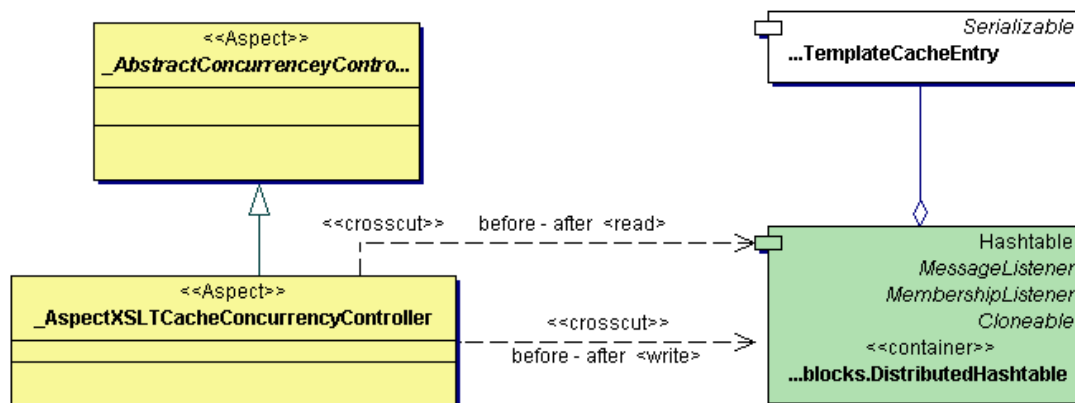 <<Aspect>>
_AbstractConcurrenceyContro...
Serializable
...TemplateCacheEntry
<<crosscut>> before - after <read>
Hashtable
MessageListener
MembershipListener
Cloneable
<<container>>
...blocks.DistributedHashtable
<<Aspect>>
_AspectXSLTCacheConcurrencyController
<<crosscut>>
before - after <write>